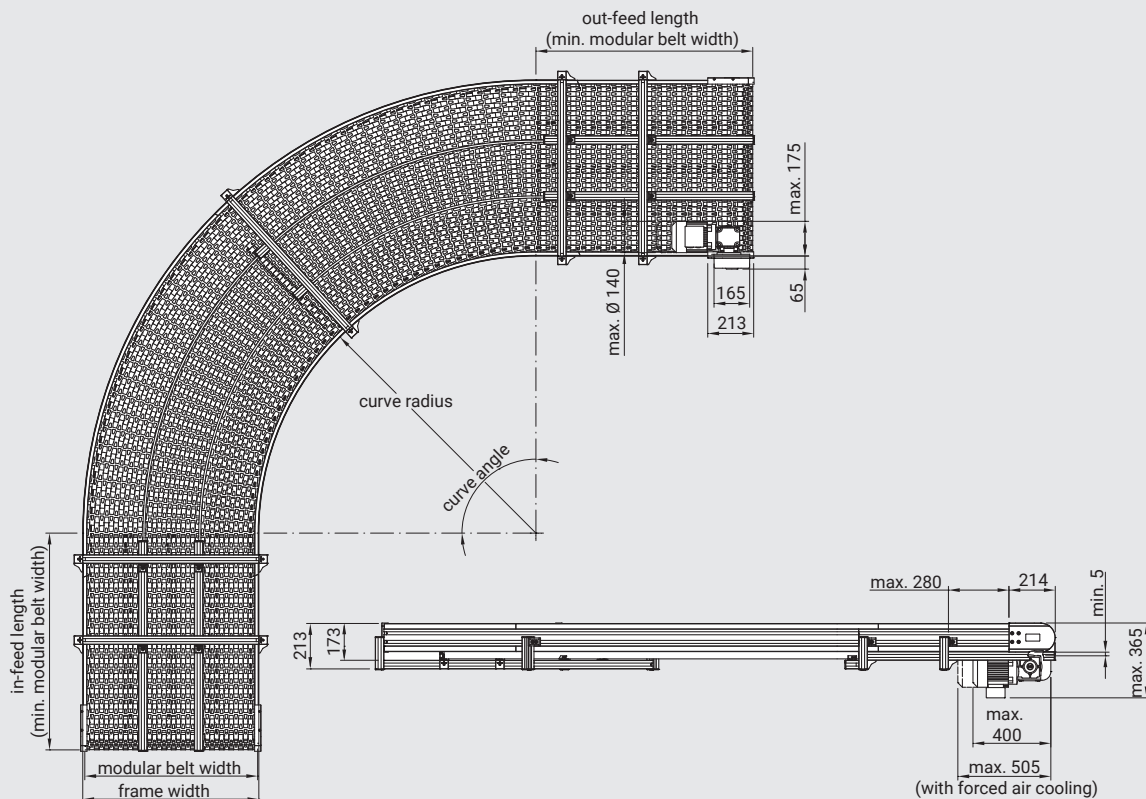 out-feed length
(min. modular belt width)
max. 175
65
165
213
max. Ø 140
curve radius
curve angle
in-feed length
(min. modular belt width)
modular belt width
frame width
213
173
max. 280
214
min. 5
max. 365
max.
400
max. 505
(with forced air cooling)